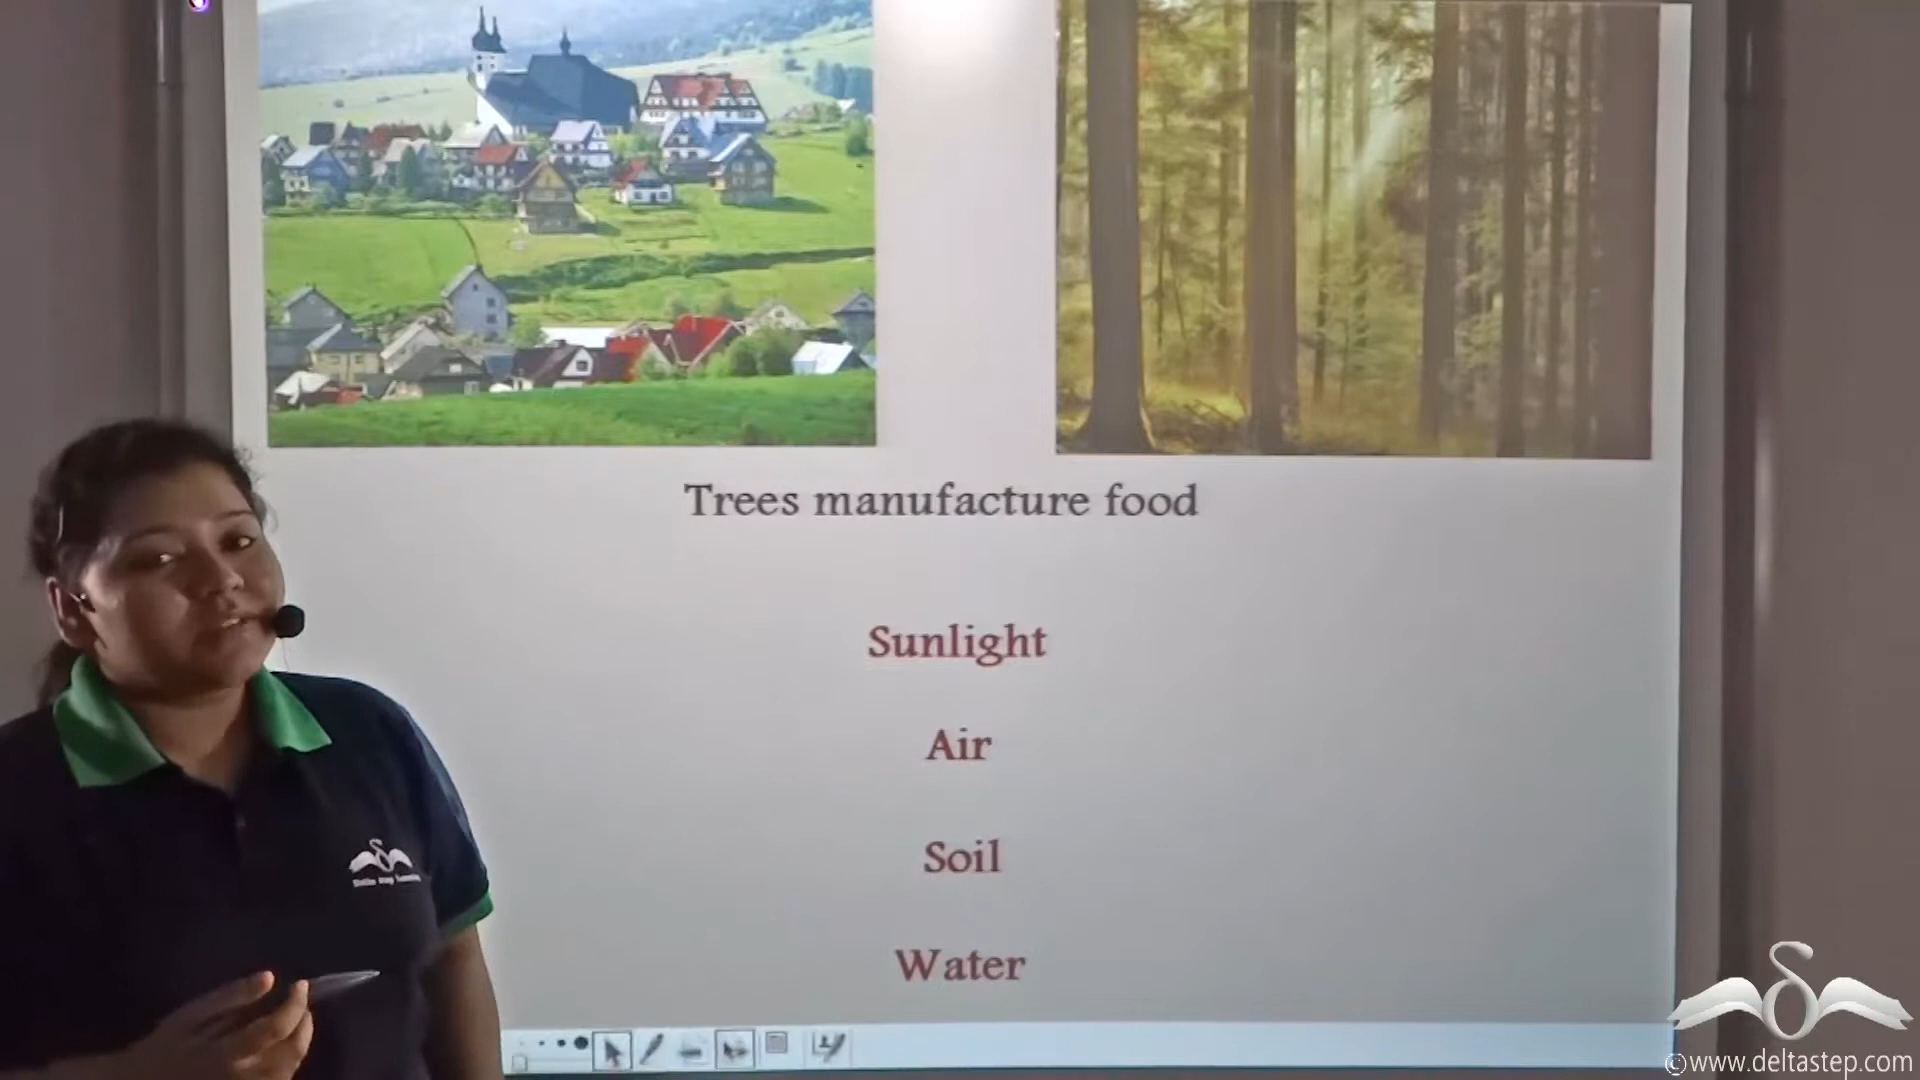 Trees manufacture food
Sunlight
Air
Soil
Water
©www.deltastep.com